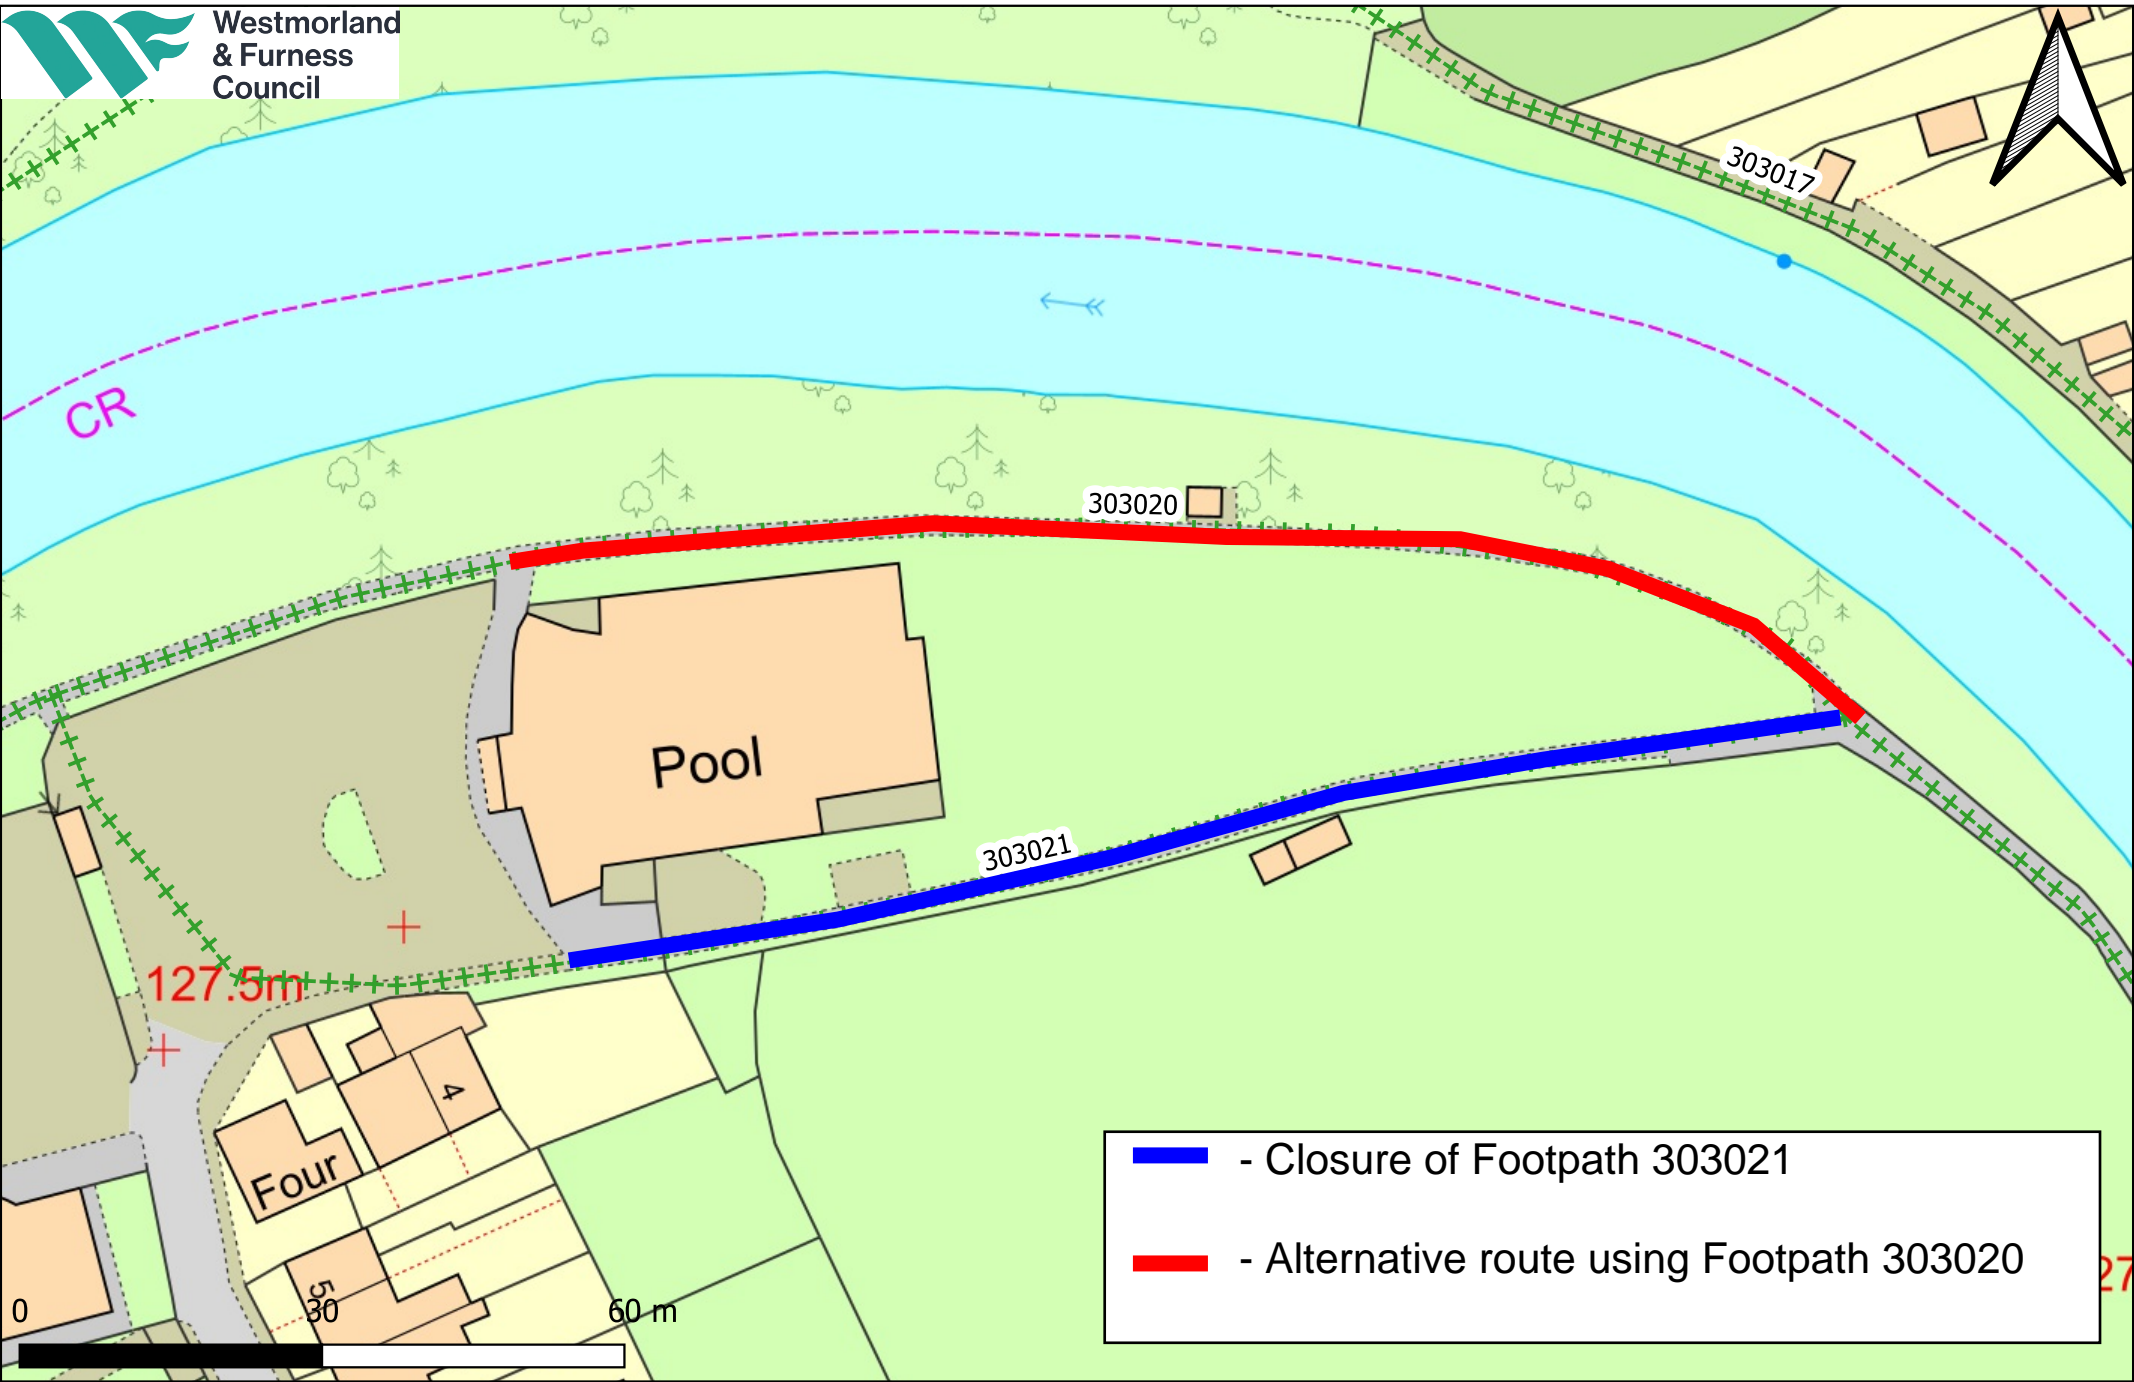 Westmorland
& Furness
Council
303017
CR
303020
Pool
303021
127.5m
4
Four
5
- Closure of Footpath 303021
- Alternative route using Footpath 303020
27
0 30 60 m